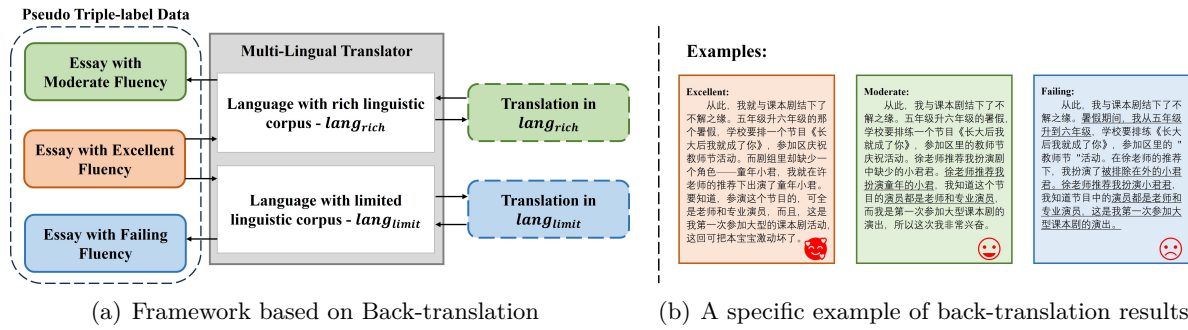 Pseudo Triple-label Data
Essay with
Moderate Fluency
Essay with Excellent
Fluency
Essay with Failing
Fluency
Multi-Lingual Translator
Language with rich linguistic
corpus - lang_rich
Language with limited
linguistic corpus - lang_limit
Translation in
lang_rich
Translation in
lang_limit
(a) Framework based on Back-translation
Examples:
Excellent:
从此，我就与课本剧结下了
不解之缘。五年级升六年级的那
个暑假，学校要排一个节目《长
大后我就成了你》，参加区庆祝
教师节活动。而剧组里却缺少一
个角色——童年小君，我就在许
老师的推荐下出演了童年小君。
要知道，参演这个节目的，可全
是老师和专业演员，而且，这是
我第一次参加大型的课本剧活动，
这回可把本宝宝激动坏了。
Moderate:
从此，我与课本剧结下了不
解之缘。五年级升六年级的暑假，
学校要排练一个节目《长大后我
就成了你》，参加区里的教师节
庆祝活动。徐老师推荐我扮演剧
中缺少的小君君。徐老师推荐我
扮演童年的小君，我知道这个节
目的演员都是老师和专业演员，
而我是第一次参加大型课本剧的
演出，所以这次我非常兴奋。
Failing:
从此，我与课本剧结下了不
解之缘。暑假期间，我从五年级
升到六年级，学校要排练《长大
后我就成了你》，参加区里的 "
教师节 "活动。在徐老师的推荐
下，我扮演了被排除在外的小君
君。徐老师推荐我扮演小君君，
我知道节目中的演员都是老师和
专业演员，这是我第一次参加大
型课本剧的演出。
(b) A specific example of back-translation results